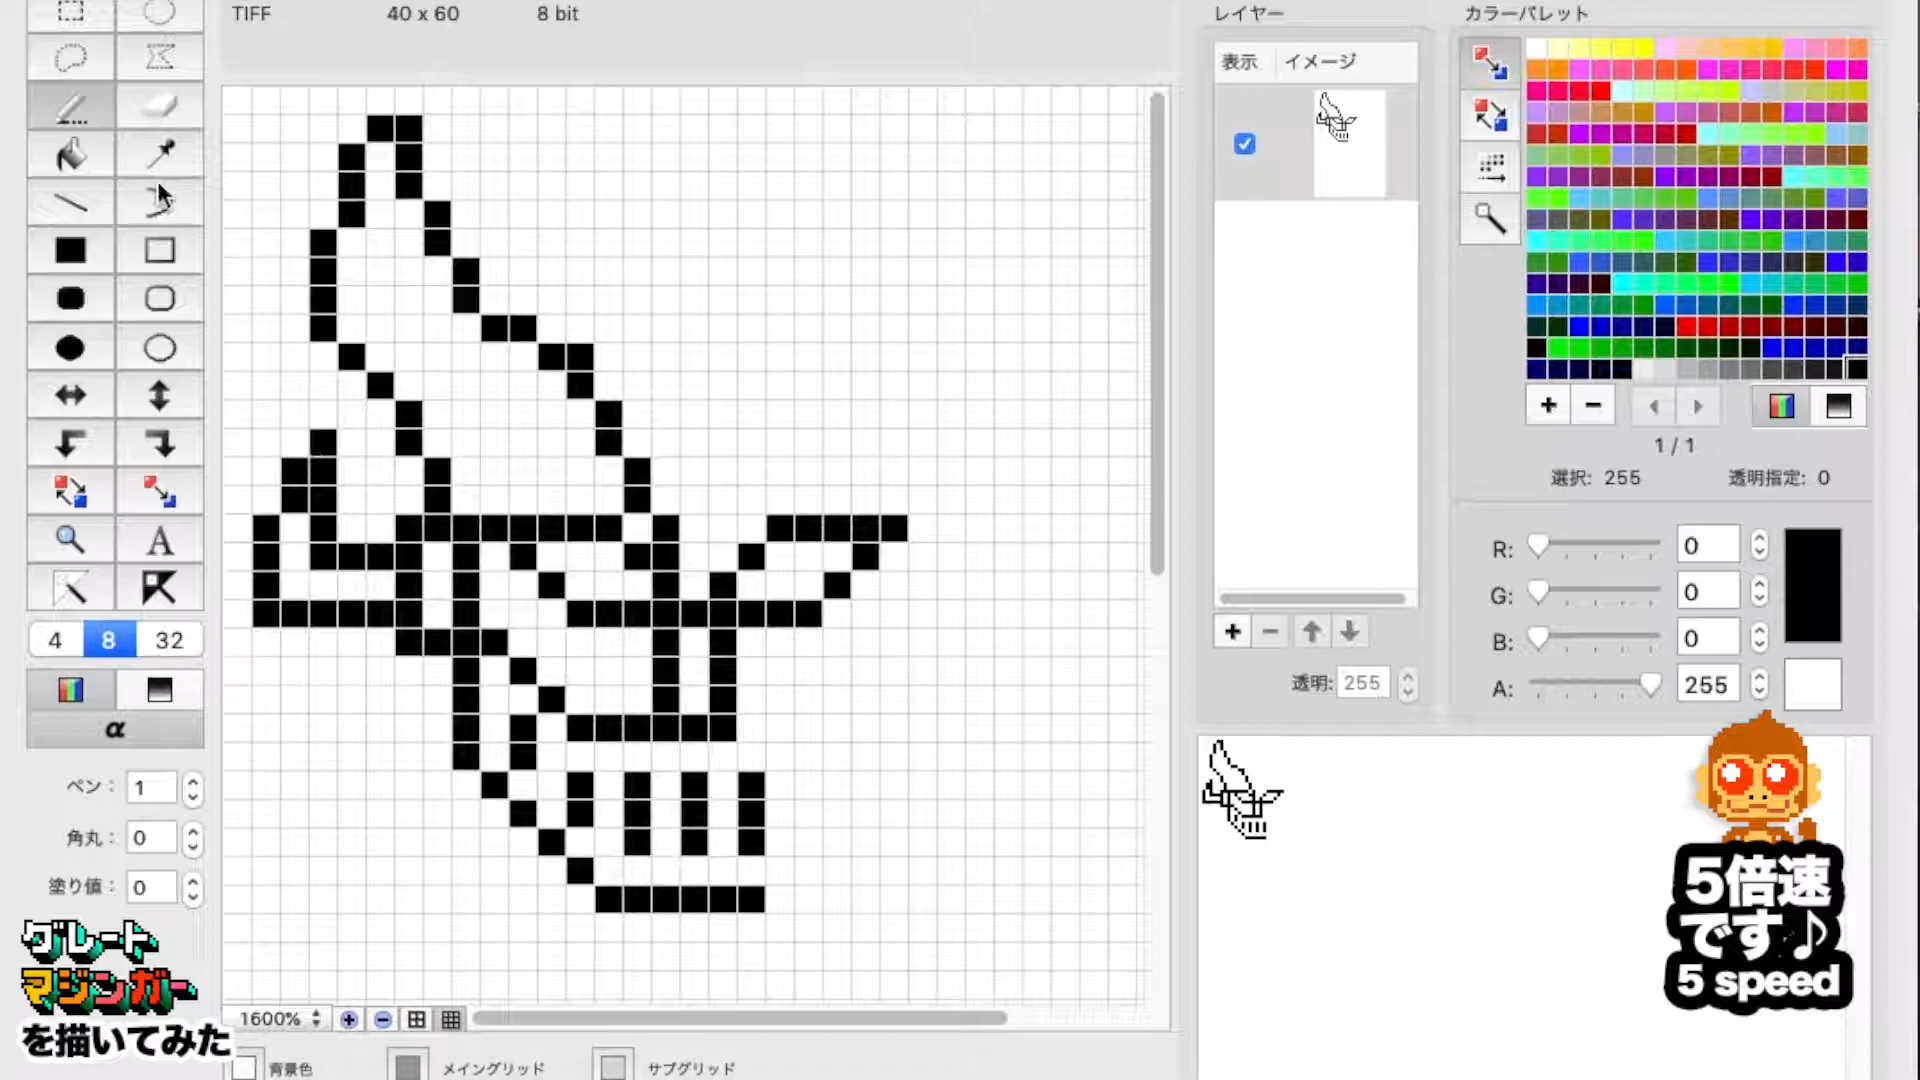 TIFF 40 x 60 8 bit
レイヤー
カラーパレット
表示 イメージ
A
4 8 32
α
ペン： 1
角丸： 0
塗り値： 0
1600%
背景色 メイングリッド サブグリッド
透明: 255
1 / 1
選択: 255 透明指定: 0
R: 0
G: 0
B: 0
A: 255
グレート
マジンガー
を描いてみた
5倍速
です♪
5 speed